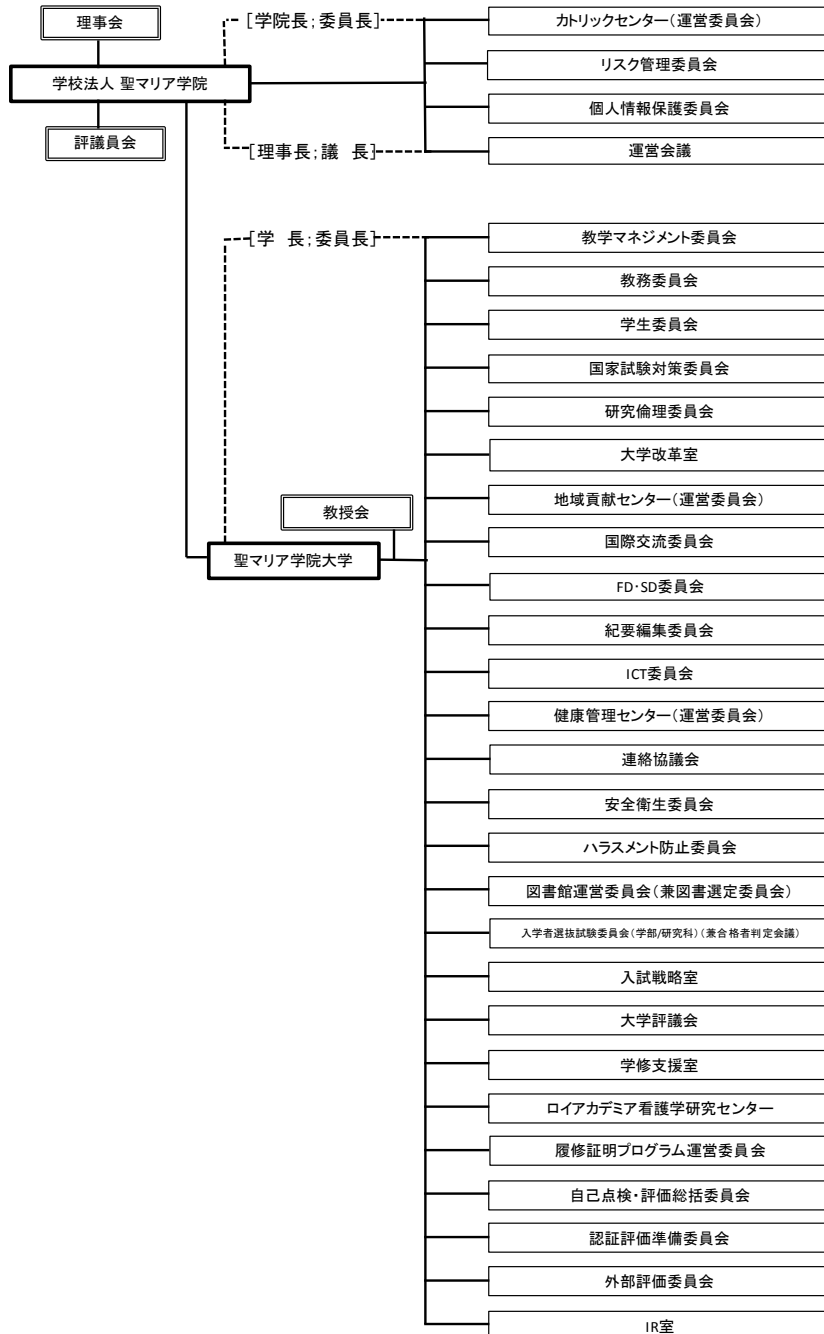 理事会
学校法人 聖マリア学院
評議員会
[学院長;委員長]
[理事長;議　長]
カトリックセンター(運営委員会)
リスク管理委員会
個人情報保護委員会
運営会議
[学　長;委員長]
教授会
聖マリア学院大学
教学マネジメント委員会
教務委員会
学生委員会
国家試験対策委員会
研究倫理委員会
大学改革室
地域貢献センター(運営委員会)
国際交流委員会
FD・SD委員会
紀要編集委員会
ICT委員会
健康管理センター(運営委員会)
連絡協議会
安全衛生委員会
ハラスメント防止委員会
図書館運営委員会(兼図書選定委員会)
入学者選抜試験委員会(学部/研究科)(兼合格者判定会議)
入試戦略室
大学評議会
学修支援室
ロイアカデミア看護学研究センター
履修証明プログラム運営委員会
自己点検・評価総括委員会
認証評価準備委員会
外部評価委員会
IR室